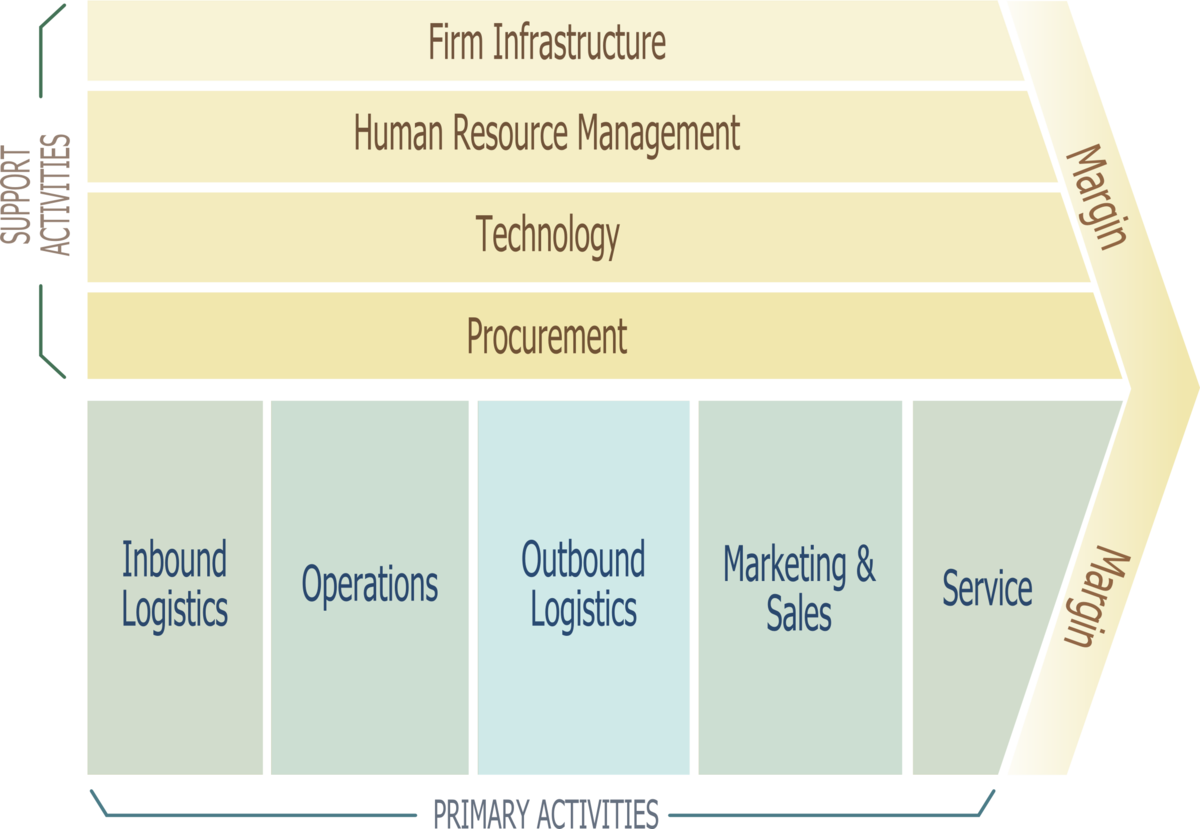 Firm Infrastructure
Human Resource Management
Technology
Procurement
SUPPORT
ACTIVITIES
Margin
Inbound
Logistics
Operations
Outbound
Logistics
Marketing &
Sales
Service
Margin
PRIMARY ACTIVITIES